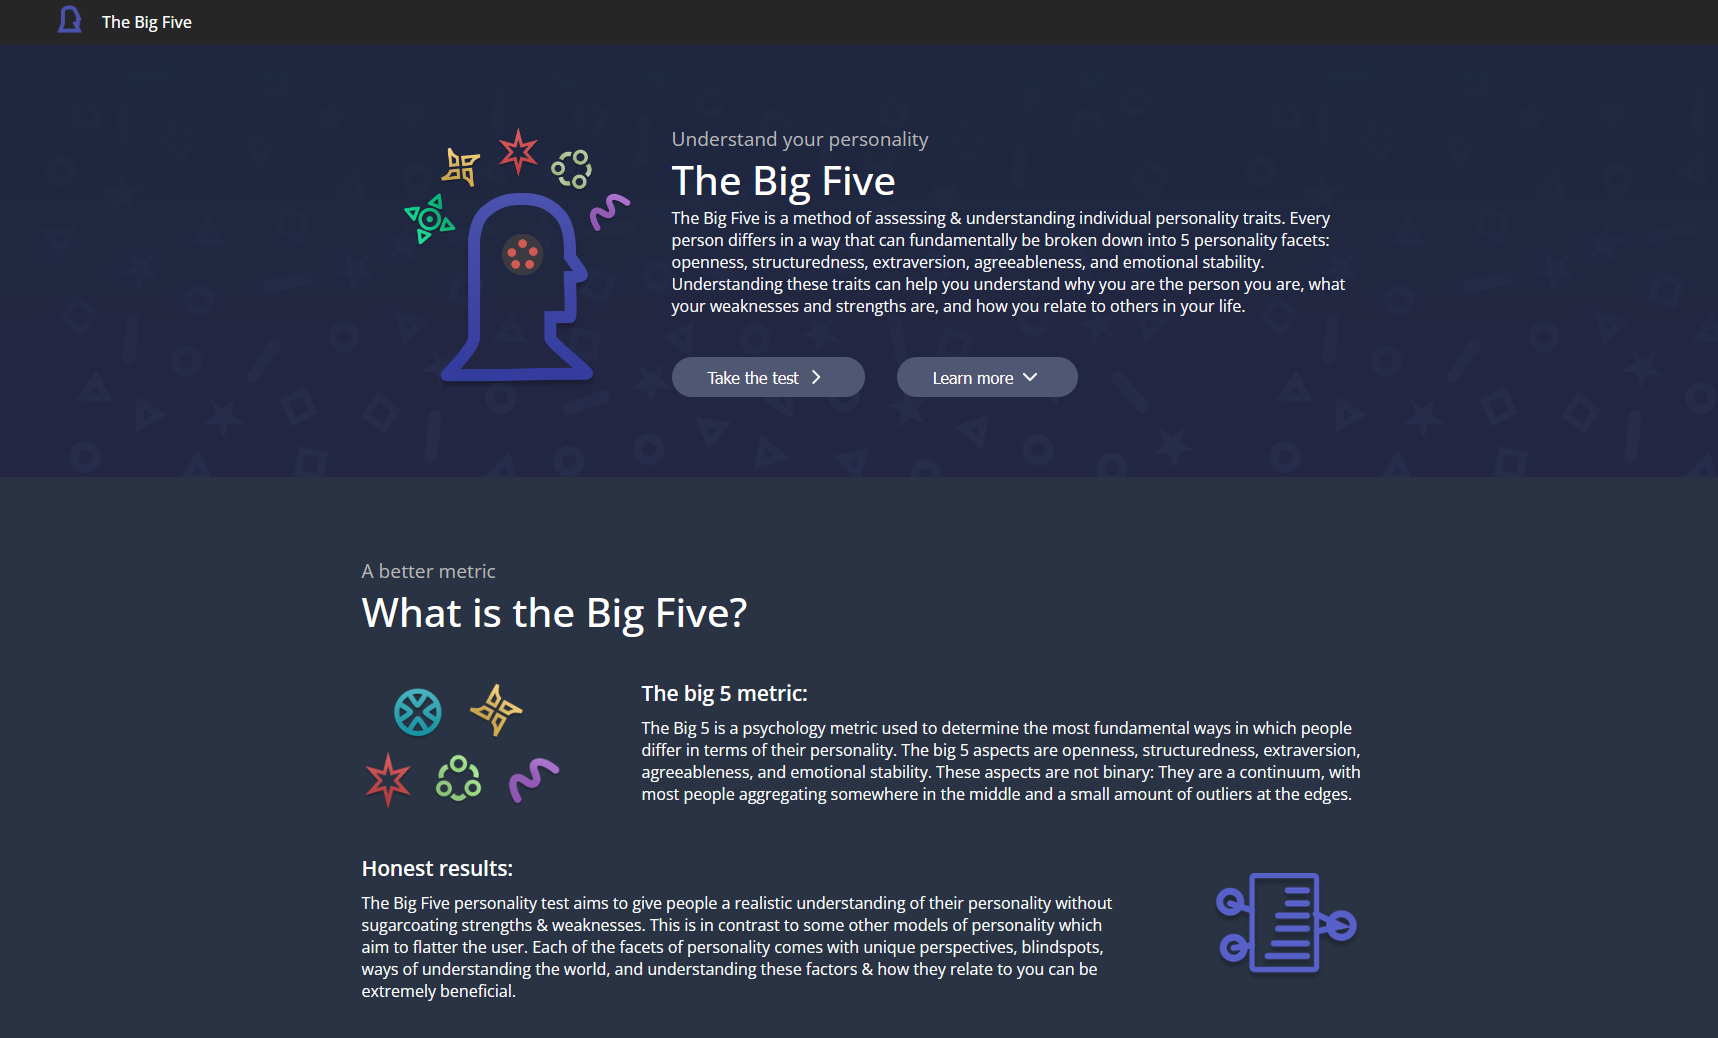 The Big Five
Understand your personality
The Big Five
The Big Five is a method of assessing & understanding individual personality traits. Every
person differs in a way that can fundamentally be broken down into 5 personality facets:
openness, structuredness, extraversion, agreeableness, and emotional stability.
Understanding these traits can help you understand why you are the person you are, what
your weaknesses and strengths are, and how you relate to others in your life.
Take the test
Learn more
A better metric
What is the Big Five?
The big 5 metric:
The Big 5 is a psychology metric used to determine the most fundamental ways in which people
differ in terms of their personality. The big 5 aspects are openness, structuredness, extraversion,
agreeableness, and emotional stability. These aspects are not binary: They are a continuum, with
most people aggregating somewhere in the middle and a small amount of outliers at the edges.
Honest results:
The Big Five personality test aims to give people a realistic understanding of their personality without
sugarcoating strengths & weaknesses. This is in contrast to some other models of personality which
aim to flatter the user. Each of the facets of personality comes with unique perspectives, blindspots,
ways of understanding the world, and understanding these factors & how they relate to you can be
extremely beneficial.